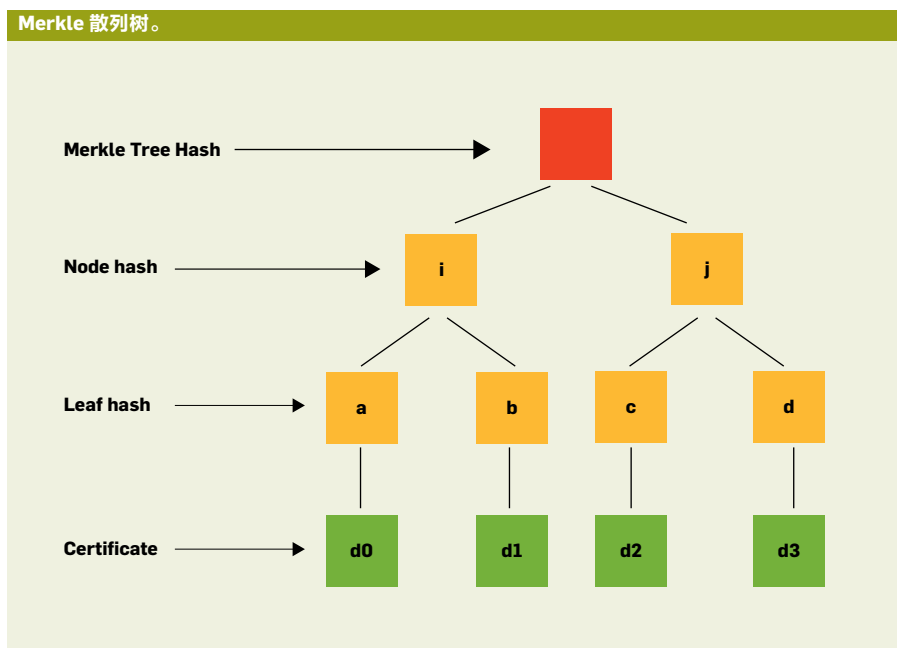 Merkle 散列树。
Merkle Tree Hash
Node hash
i
j
Leaf hash
a
b
c
d
Certificate
d0
d1
d2
d3